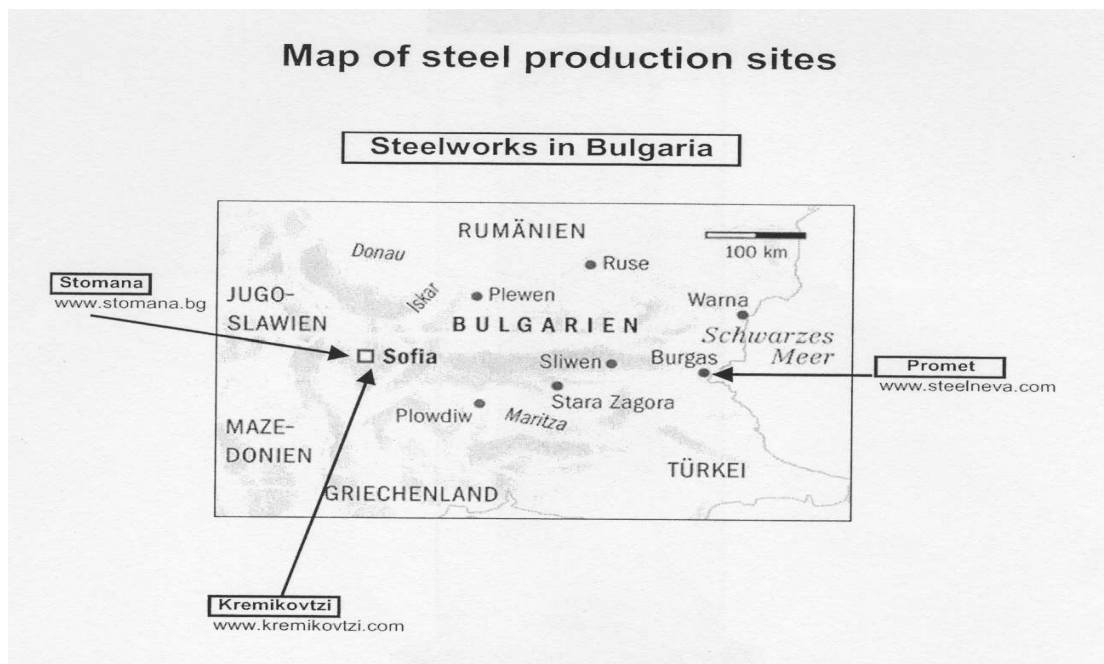 Map of steel production sites
Steelworks in Bulgaria
RUMÄNIEN
100 km
Donau
Ruse
Stomana
www.stomana.bg
JUGO-
SLAWIEN
Iskar
Plewen
Warna
BULGARIEN
Schwarzes
Meer
Sofia
Sliwen
Burgas
Promet
www.steelneva.com
Stara Zagora
Plowdiw
Maritza
MAZE-
DONIEN
TÜRKEI
GRIECHENLAND
Kremikovtzi
www.kremikovtzi.com